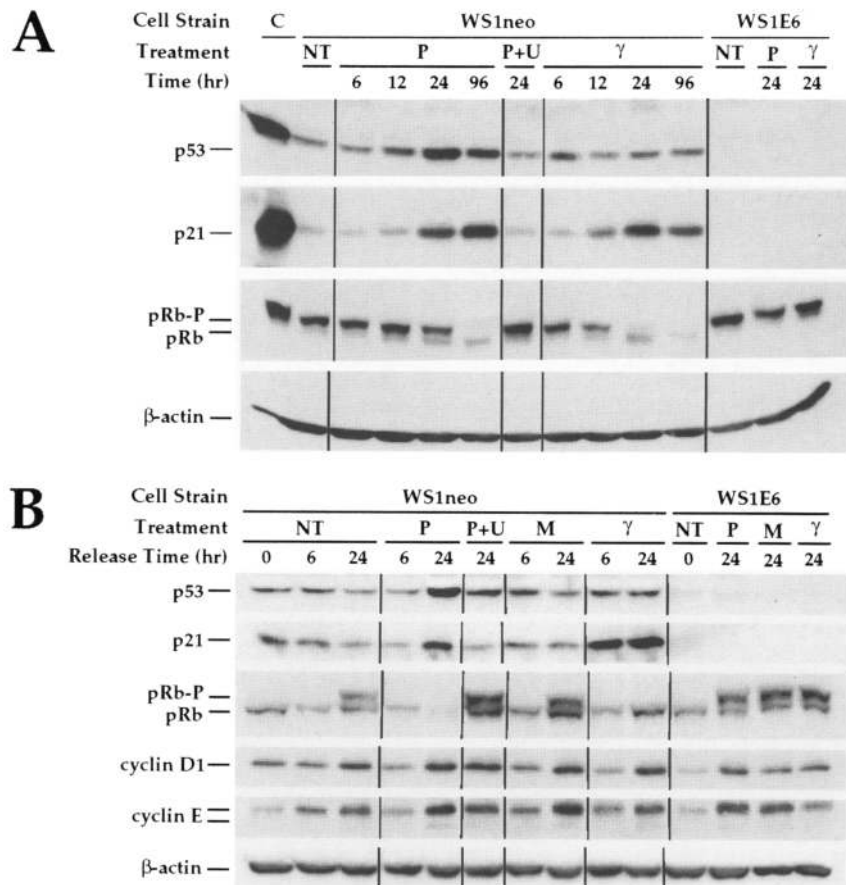 A
Cell Strain C WS1neo WS1E6
Treatment NT P P+U γ NT P γ
Time (hr) 6 12 24 96 24 6 12 24 96 24 24
p53
p21
pRb-P
pRb
β-actin
B
Cell Strain WS1neo WS1E6
Treatment NT P P+U M γ NT P M γ
Release Time (hr) 0 6 24 6 24 24 6 24 6 24 0 24 24 24
p53
p21
pRb-P
pRb
cyclin D1
cyclin E
β-actin